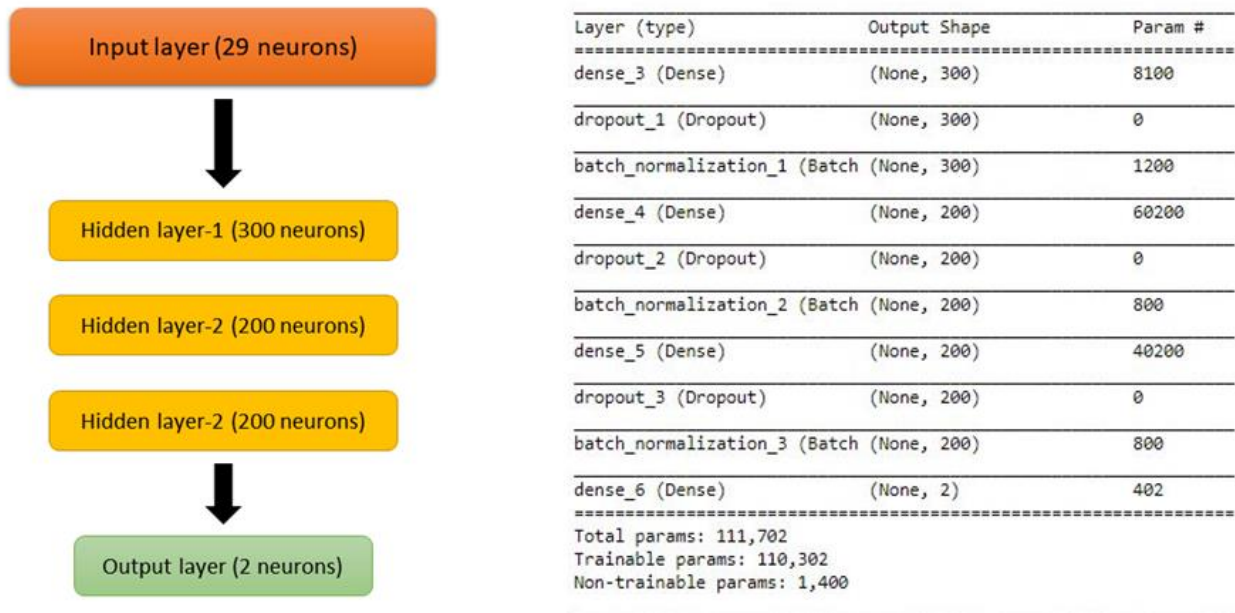 Input layer (29 neurons)
Hidden layer-1 (300 neurons)
Hidden layer-2 (200 neurons)
Hidden layer-2 (200 neurons)
Output layer (2 neurons)
Layer (type) Output Shape Param #
dense_3 (Dense) (None, 300) 8100
dropout_1 (Dropout) (None, 300) 0
batch_normalization_1 (Batch (None, 300) 1200
dense_4 (Dense) (None, 200) 60200
dropout_2 (Dropout) (None, 200) 0
batch_normalization_2 (Batch (None, 200) 800
dense_5 (Dense) (None, 200) 40200
dropout_3 (Dropout) (None, 200) 0
batch_normalization_3 (Batch (None, 200) 800
dense_6 (Dense) (None, 2) 402
Total params: 111,702
Trainable params: 110,302
Non-trainable params: 1,400